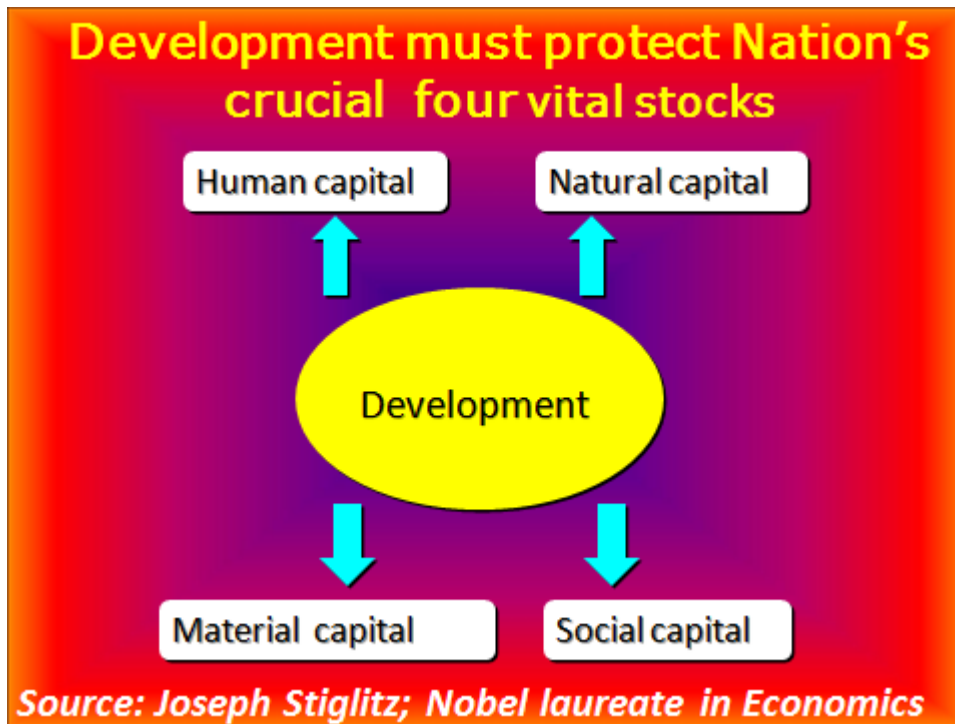 Development must protect Nation's
crucial four vital stocks
Human capital
Natural capital
Development
Material capital
Social capital
Source: Joseph Stiglitz; Nobel laureate in Economics